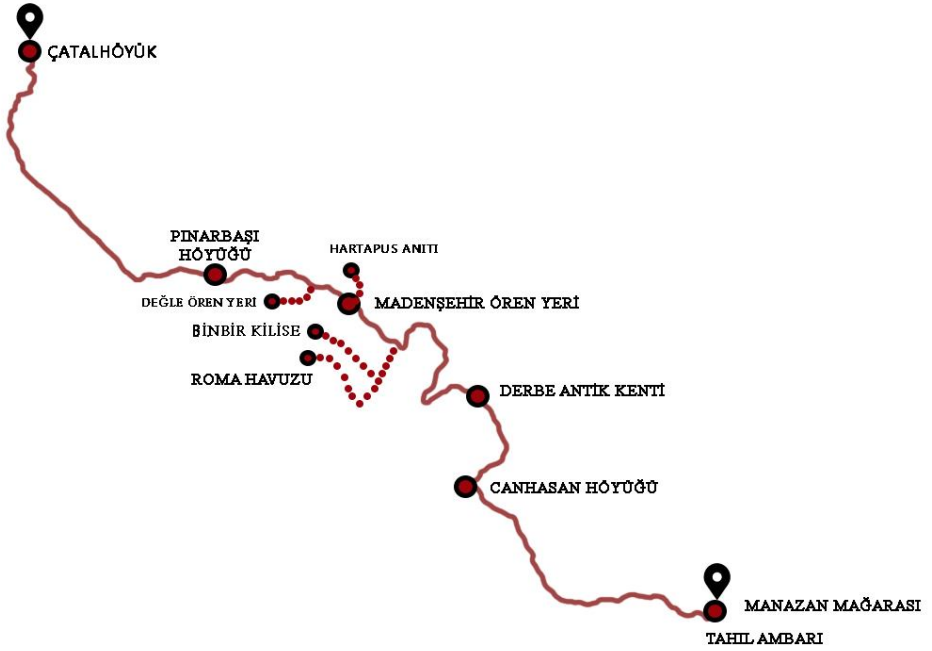 ÇATALHÖYÜK
PINARBAŞI
HÖYÜĞÜ
HARTAPUS ANITI
DEĞLE ÖREN YERİ
MADENŞEHİR ÖREN YERİ
BİNBİR KİLİSE
ROMA HAVUZU
DERBE ANTİK KENTİ
CANHASAN HÖYÜĞÜ
MANAZAN MAĞARASI
TAHIL AMBARI